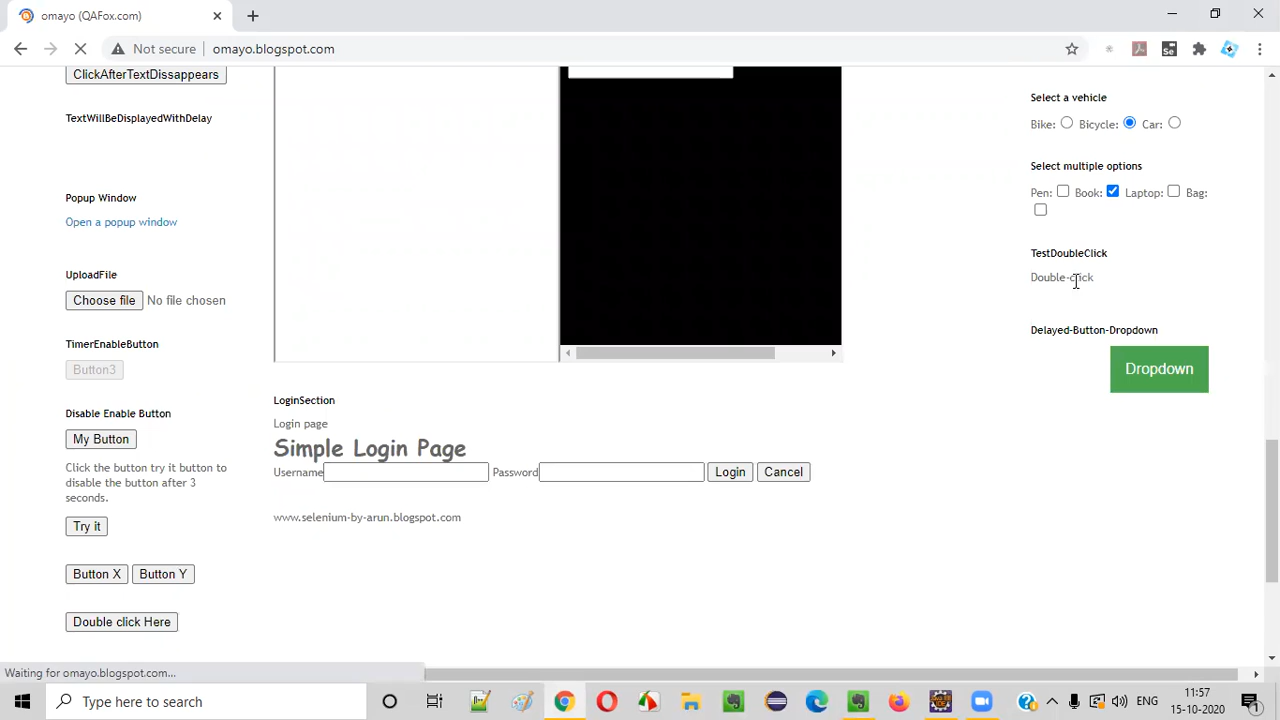 omayo (QAFox.com)
Not secure
omayo.blogspot.com
ClickAfterTextDissappears
TextWillBeDisplayedWithDelay
Popup Window
Open a popup window
UploadFile
Choose file No file chosen
TimerEnableButton
Button3
Disable Enable Button
My Button
Click the button try it button to
disable the button after 3
seconds.
Try it
Button X Button Y
Double click Here
LoginSection
Login page
Simple Login Page
Username Password Login Cancel
www.selenium-by-arun.blogspot.com
Select a vehicle
Bike: Bicycle: Car:
Select multiple options
Pen: Book: Laptop: Bag:
TestDoubleClick
Double-click
Delayed-Button-Dropdown
Dropdown
Waiting for omayo.blogspot.com...
Type here to search
ENG
11:57
15-10-2020